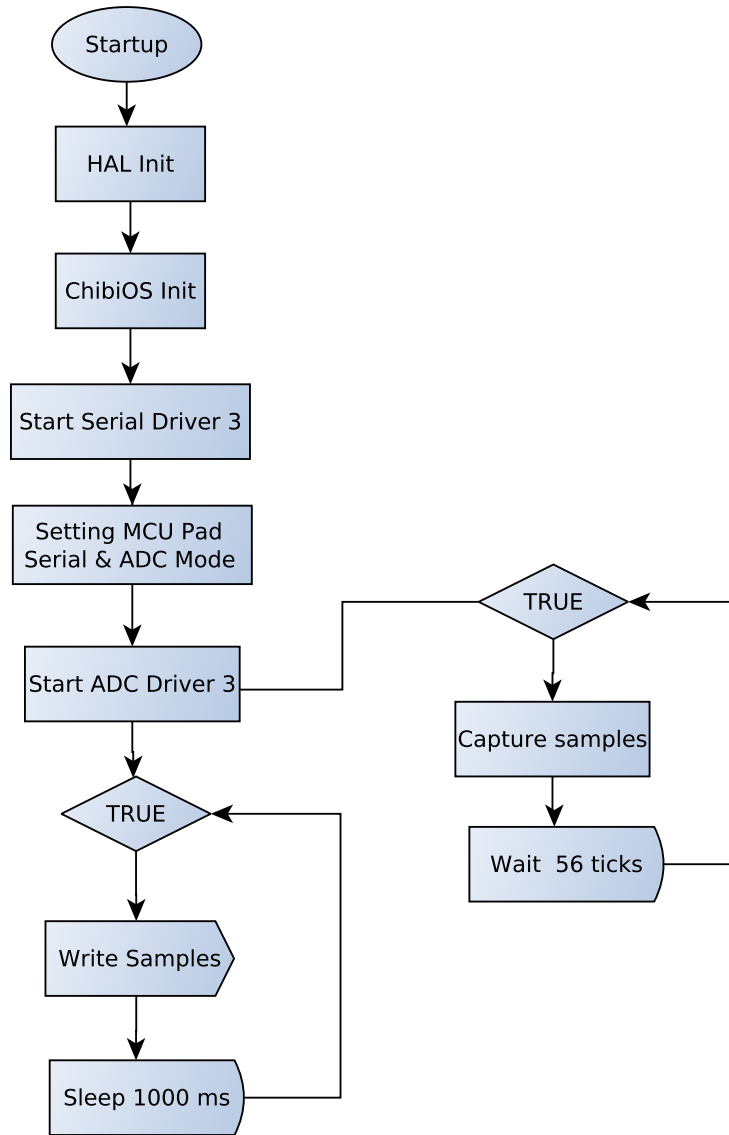 Startup
HAL Init
ChibiOS Init
Start Serial Driver 3
Setting MCU Pad
Serial & ADC Mode
Start ADC Driver 3
TRUE
Write Samples
Sleep 1000 ms
TRUE
Capture samples
Wait  56 ticks